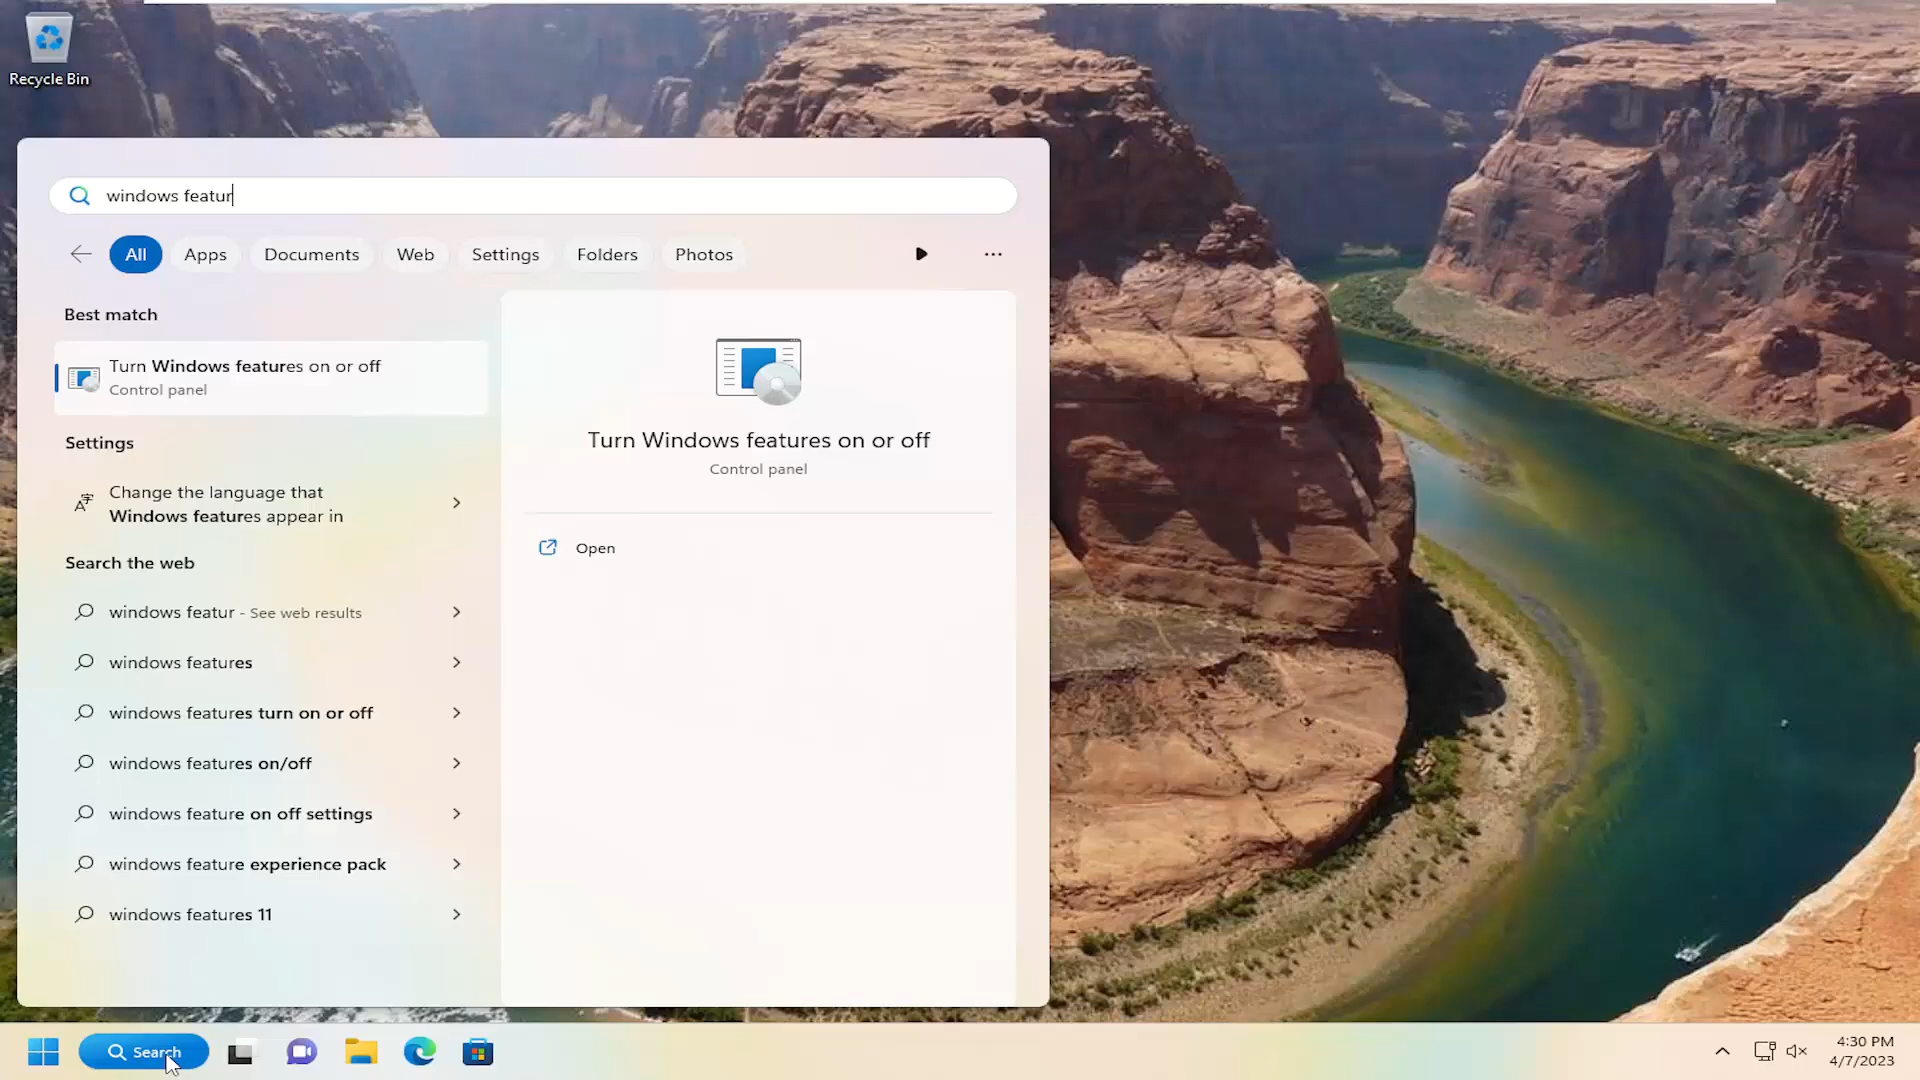 Recycle Bin
windows featur
All Apps Documents Web Settings Folders Photos
Best match
Turn Windows features on or off
Control panel
Settings
Change the language that
Windows features appear in
Search the web
windows featur - See web results
windows features
windows features turn on or off
windows features on/off
windows feature on off settings
windows feature experience pack
windows features 11
Turn Windows features on or off
Control panel
Open
Search
4:30 PM
4/7/2023